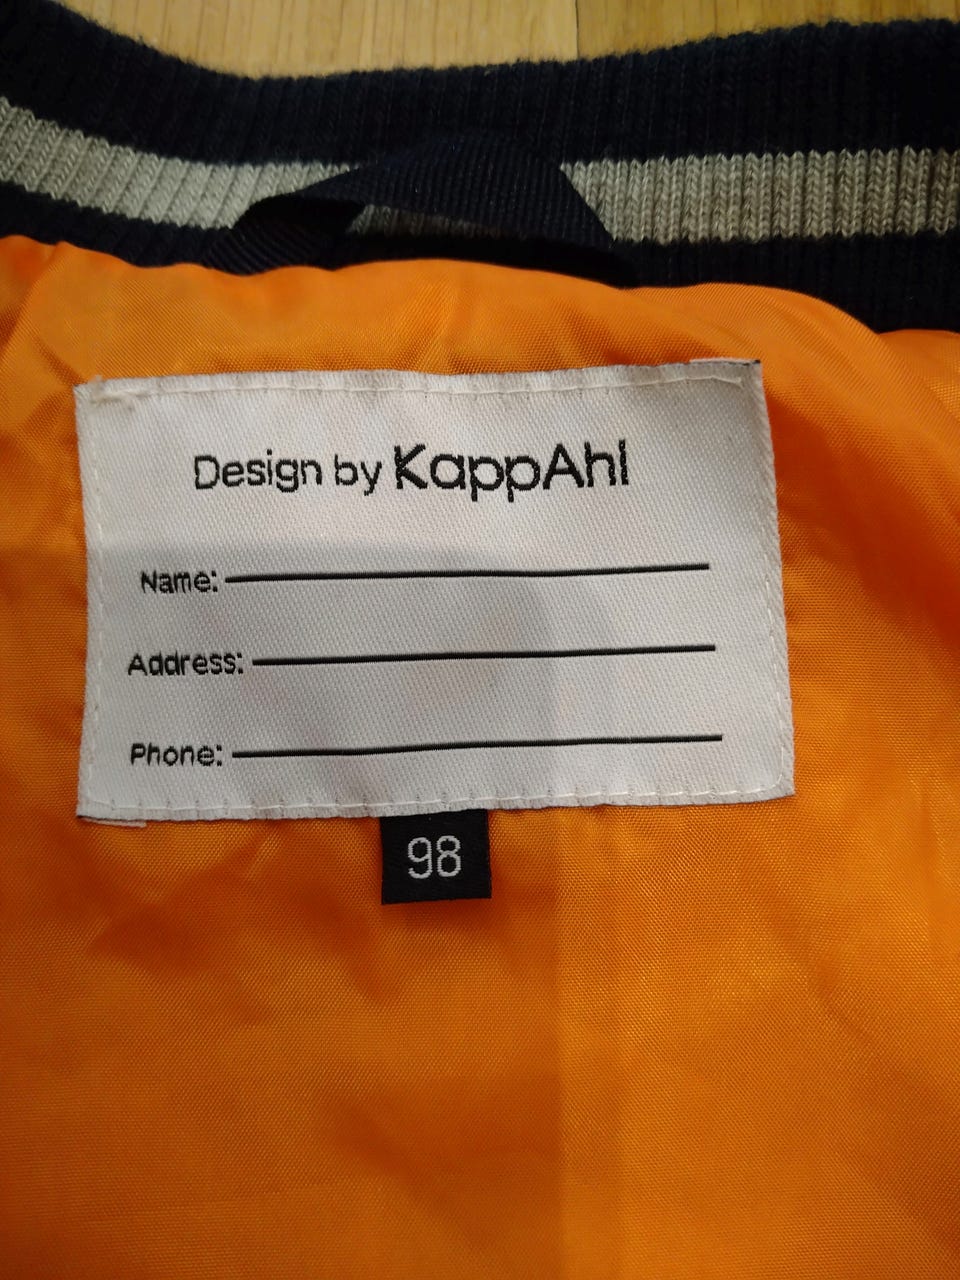 Design by KappAhl
Name:
Address:
Phone:
98